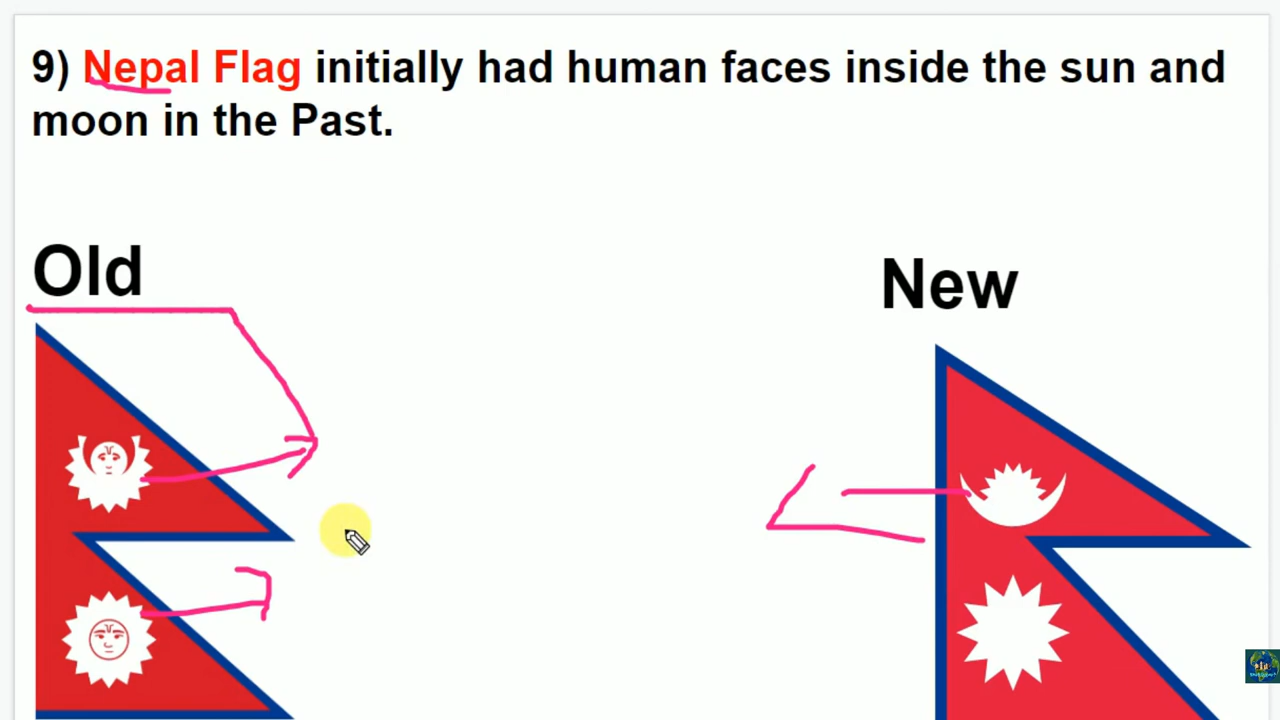 9) Nepal Flag initially had human faces inside the sun and
moon in the Past.
Old
New